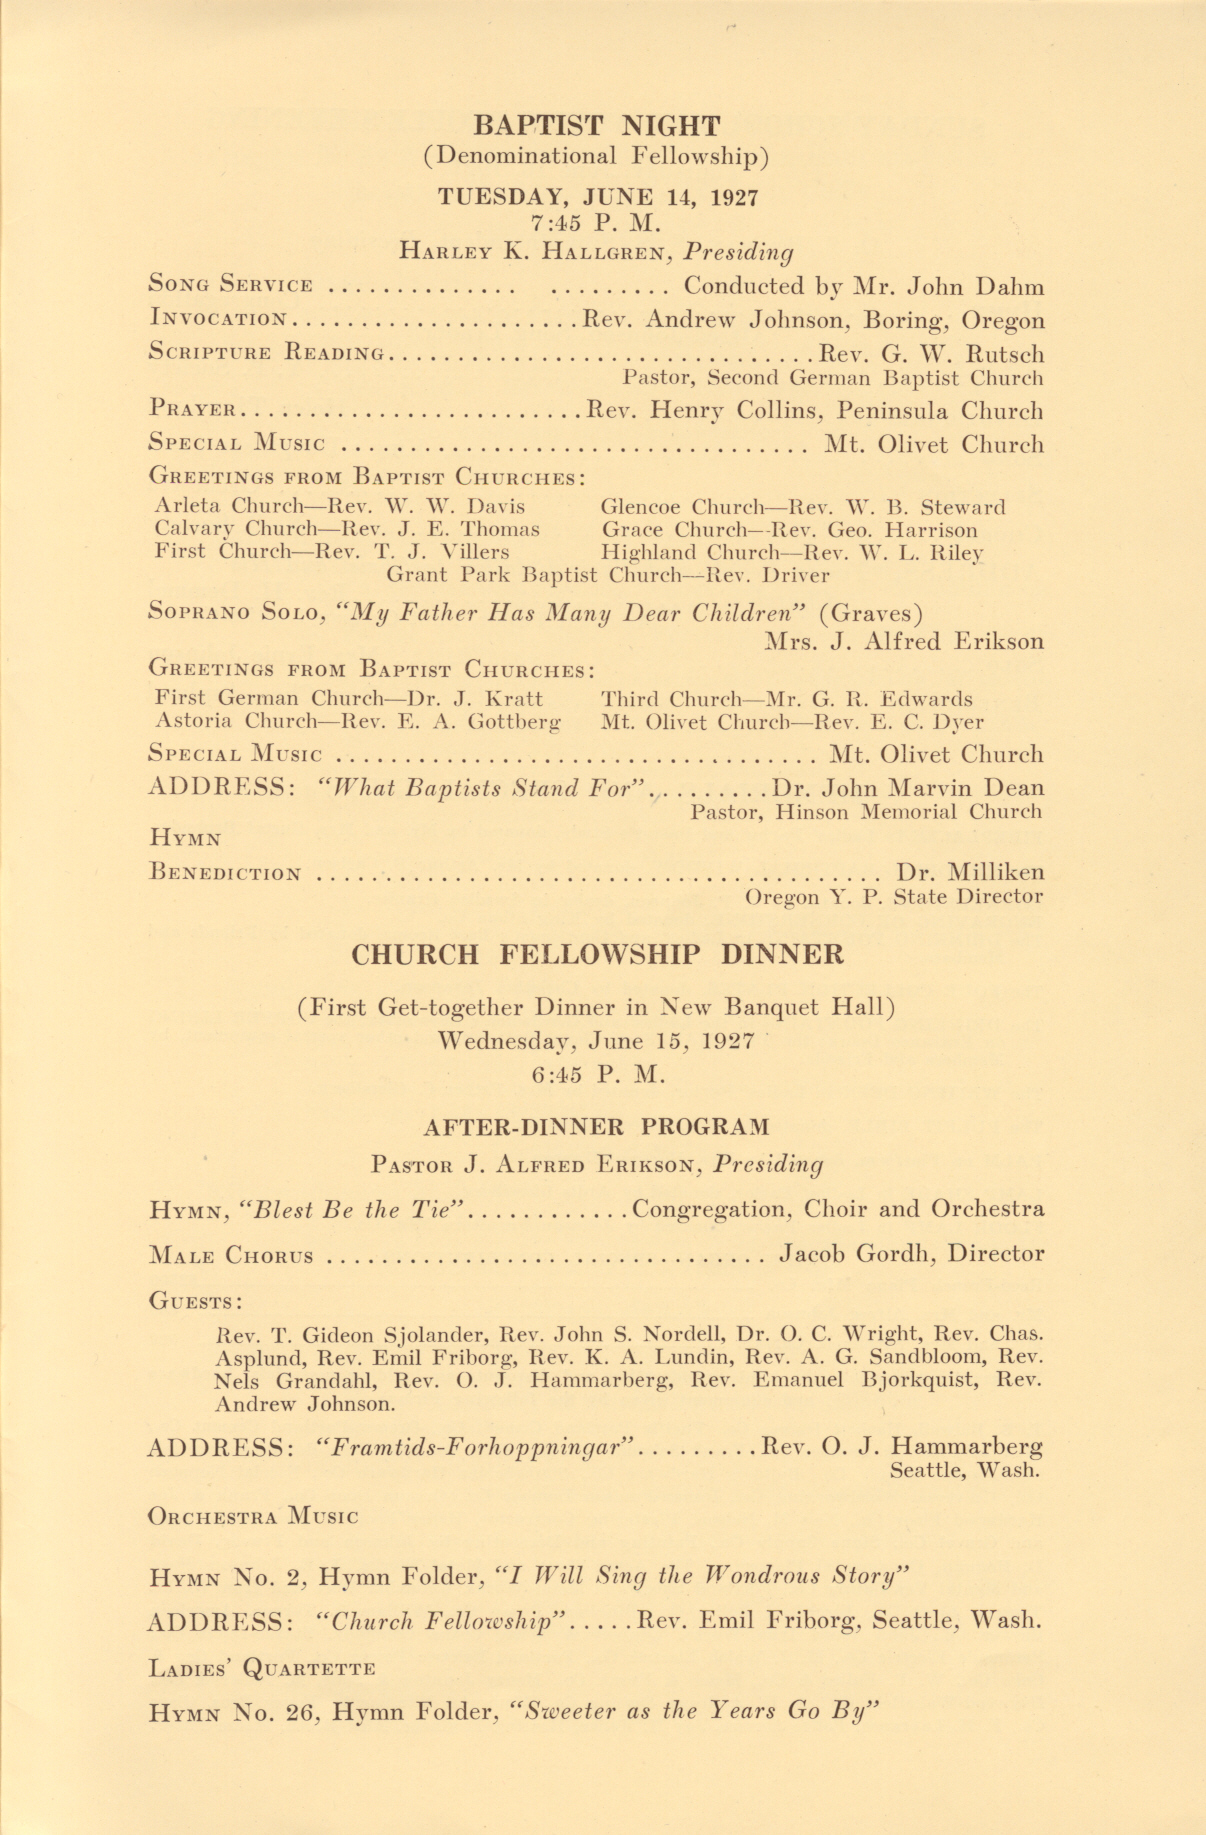 BAPTIST NIGHT
(Denominational Fellowship)
TUESDAY, JUNE 14, 1927
7:45 P. M.
HARLEY K. HALLGREN, Presiding
SONG SERVICE .............. ......... Conducted by Mr. John Dahm
INVOCATION.....................Rev. Andrew Johnson, Boring, Oregon
SCRIPTURE READING...............................Rev. G. W. Rutsch
Pastor, Second German Baptist Church
PRAYER.........................Rev. Henry Collins, Peninsula Church
SPECIAL MUSIC .................................. Mt. Olivet Church
GREETINGS FROM BAPTIST CHURCHES:
Arleta Church—Rev. W. W. Davis Glencoe Church—Rev. W. B. Steward
Calvary Church—Rev. J. E. Thomas Grace Church—Rev. Geo. Harrison
First Church—Rev. T. J. Villers Highland Church—Rev. W. L. Riley
Grant Park Baptist Church—Rev. Driver
SOPRANO SOLO, “My Father Has Many Dear Children” (Graves)
Mrs. J. Alfred Erikson
GREETINGS FROM BAPTIST CHURCHES:
First German Church—Dr. J. Kratt Third Church—Mr. G. R. Edwards
Astoria Church—Rev. E. A. Gottberg Mt. Olivet Church—Rev. E. C. Dyer
SPECIAL MUSIC ................................... Mt. Olivet Church
ADDRESS: “What Baptists Stand For”.........Dr. John Marvin Dean
Pastor, Hinson Memorial Church
HYMN
BENEDICTION ......................................... Dr. Milliken
Oregon Y. P. State Director
CHURCH FELLOWSHIP DINNER
(First Get-together Dinner in New Banquet Hall)
Wednesday, June 15, 1927
6:45 P. M.
AFTER-DINNER PROGRAM
PASTOR J. ALFRED ERIKSON, Presiding
HYMN, “Blest Be the Tie”............Congregation, Choir and Orchestra
MALE CHORUS ................................ Jacob Gordh, Director
GUESTS:
Rev. T. Gideon Sjolander, Rev. John S. Nordell, Dr. O. C. Wright, Rev. Chas.
Asplund, Rev. Emil Friborg, Rev. K. A. Lundin, Rev. A. G. Sandbloom, Rev.
Nels Grandahl, Rev. O. J. Hammarberg, Rev. Emanuel Bjorkquist, Rev.
Andrew Johnson.
ADDRESS: “Framtids-Forhoppningar”.........Rev. O. J. Hammarberg
Seattle, Wash.
ORCHESTRA MUSIC
HYMN No. 2, Hymn Folder, “I Will Sing the Wondrous Story”
ADDRESS: “Church Fellowship”.....Rev. Emil Friborg, Seattle, Wash.
LADIES' QUARTETTE
HYMN No. 26, Hymn Folder, “Sweeter as the Years Go By”